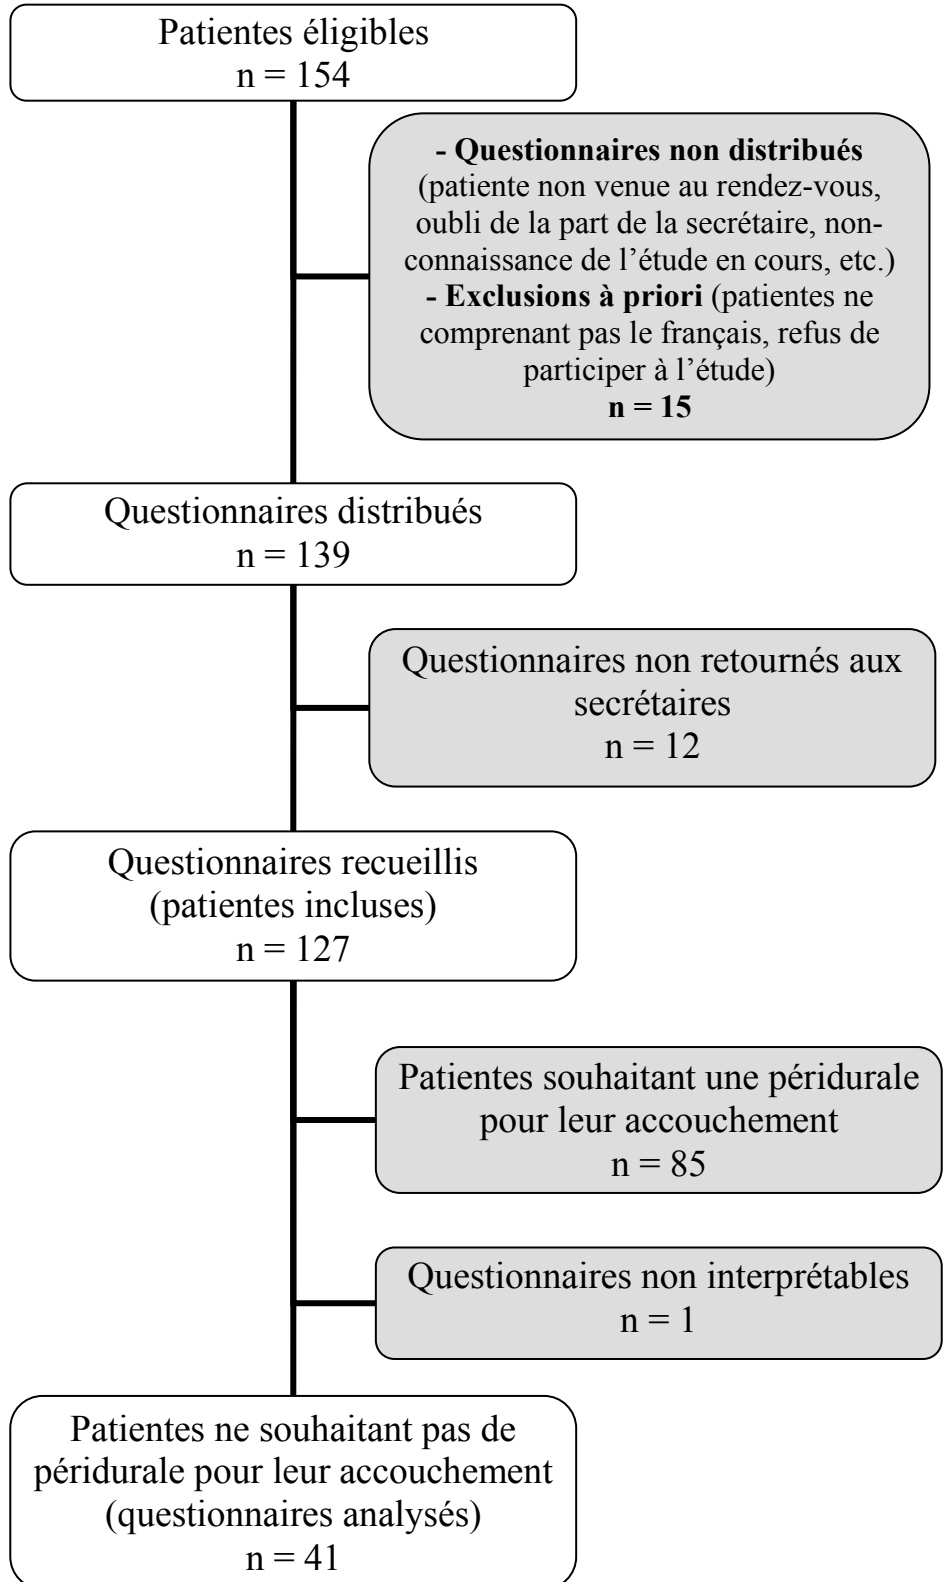 Patientes éligibles
n = 154
- Questionnaires non distribués
(patiente non venue au rendez-vous,
oubli de la part de la secrétaire, non-
connaissance de l’étude en cours, etc.)
- Exclusions à priori (patientes ne
comprenant pas le français, refus de
participer à l’étude)
n = 15
Questionnaires distribués
n = 139
Questionnaires non retournés aux
secrétaires
n = 12
Questionnaires recueillis
(patientes incluses)
n = 127
Patientes souhaitant une péridurale
pour leur accouchement
n = 85
Questionnaires non interprétables
n = 1
Patientes ne souhaitant pas de
péridurale pour leur accouchement
(questionnaires analysés)
n = 41